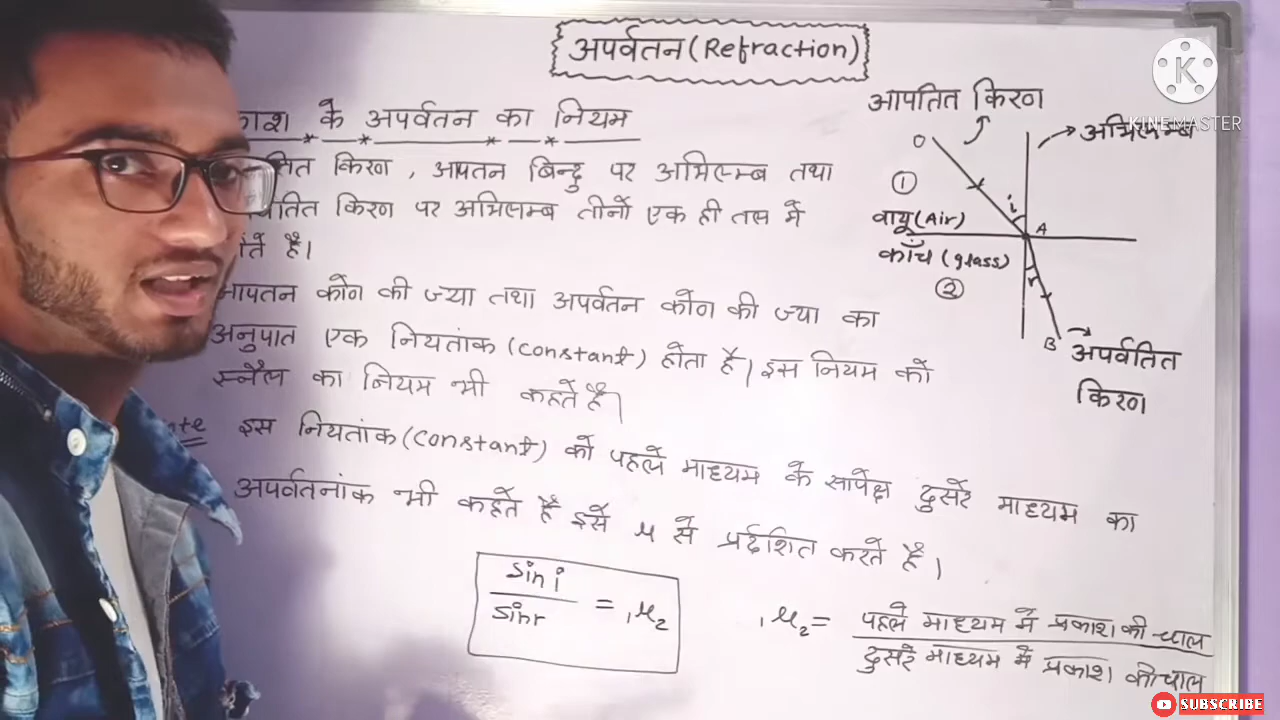 अपर्वतन (Refraction)
के अपर्वतन का नियम
किरण, आपतन बिन्दु पर अभिलम्ब तथा
किरण पर अभिलम्ब तीनों एक ही तल में
है।
आपतन कोण की ज्या तथा अपर्वतन कोण की ज्या का
अनुपात एक नियतांक (constant) होता है। इस नियम को
स्नैल का नियम भी कहते है।
इस नियतांक (constant) को पहले माध्यम के सापेक्ष दुसरे माध्यम का
अपर्वतनांक भी कहते है इसे μ से प्रर्दशित करते है।
sin i
sin r
= ₁μ₂
₁μ₂ =
पहले माध्यम में प्रकाश की चाल
दुसरे माध्यम में प्रकाश की चाल
आपतित किरण
अभिलम्ब
O
①
i
वायू (Air)
A
काँच (glass)
②
r
B
अपर्वतित
किरण
K
KINEMASTER
SUBSCRIBE